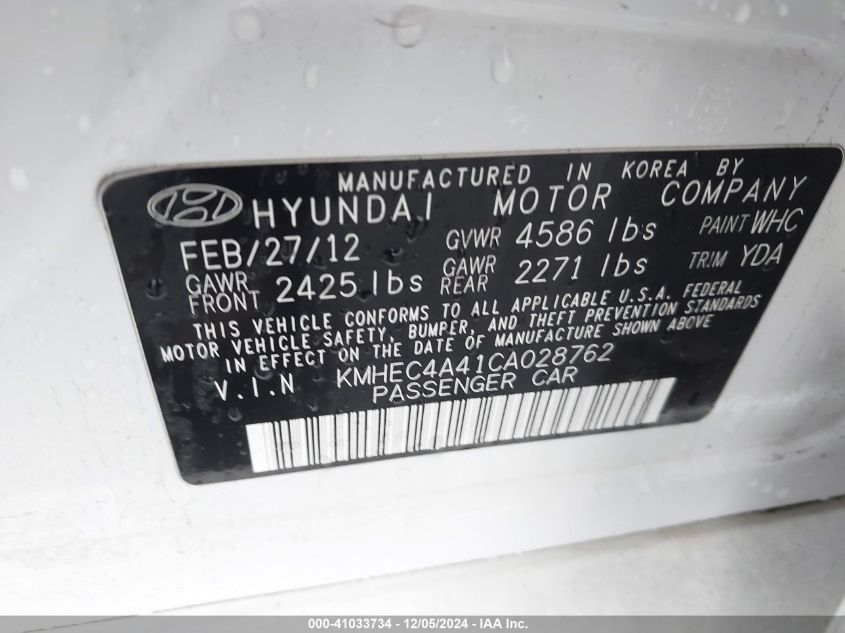 MANUFACTURED IN KOREA BY
HYUNDAI MOTOR COMPANY
FEB/27/12 GVWR 4586 lbs PAINT WHC
GAWR FRONT 2425 lbs GAWR REAR 2271 lbs TRIM YDA
THIS VEHICLE CONFORMS TO ALL APPLICABLE U.S.A. FEDERAL
MOTOR VEHICLE SAFETY, BUMPER, AND THEFT PREVENTION STANDARDS
IN EFFECT ON THE DATE OF MANUFACTURE SHOWN ABOVE
V.I.N KMHEC4A41CA028762
PASSENGER CAR
000-41033734 - 12/05/2024 - IAA Inc.